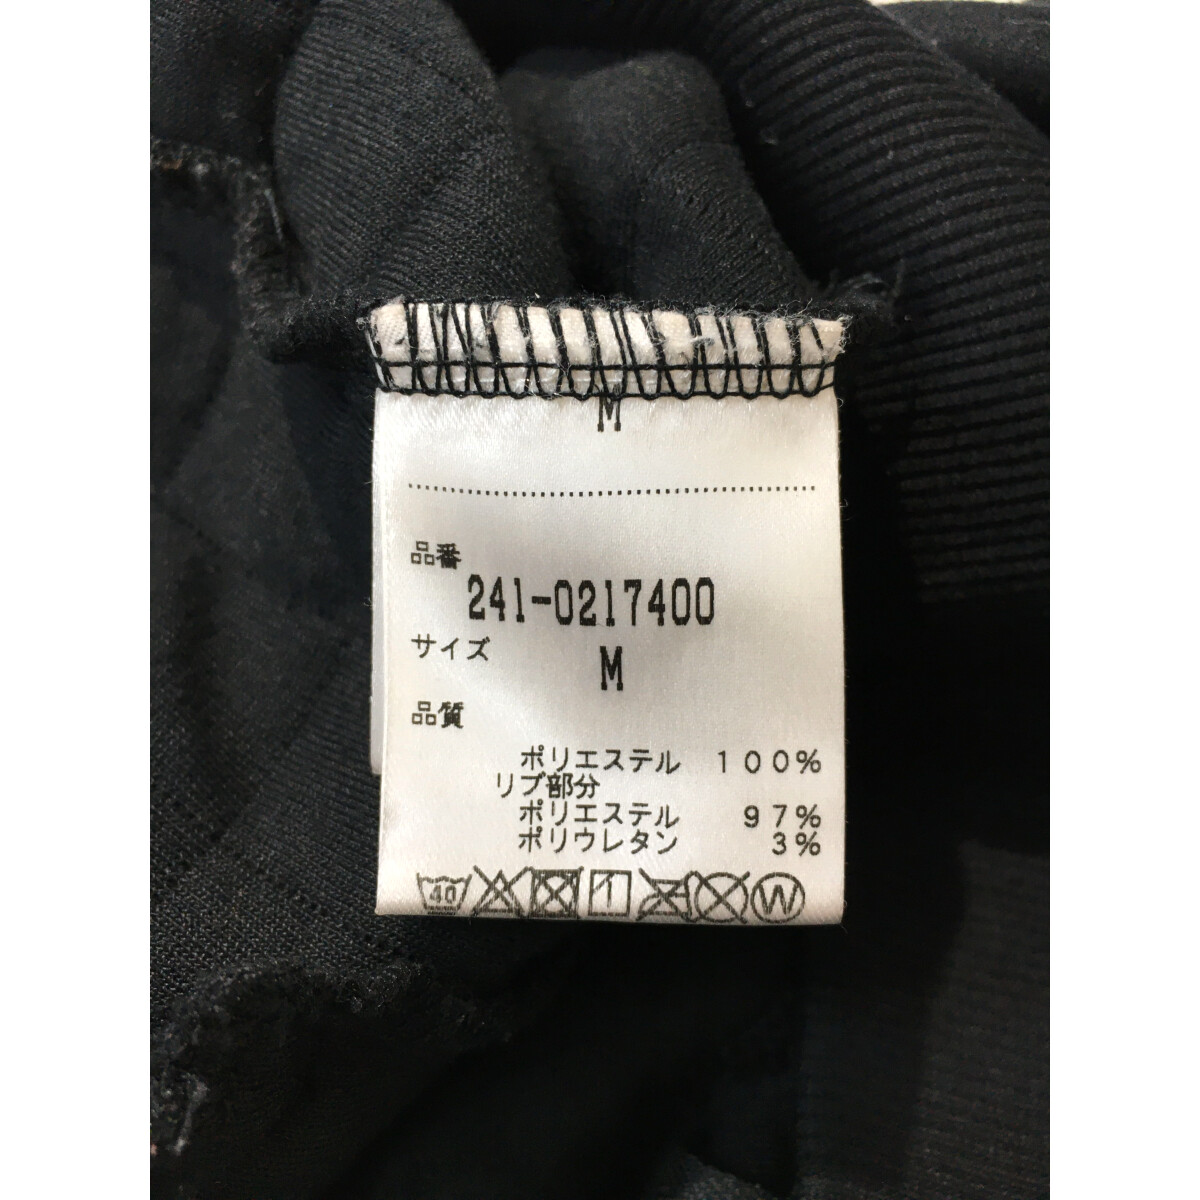 M
品番
241-0217400
サイズ
M
品質
ポリエステル 100%
リブ部分
ポリエステル 97%
ポリウレタン 3%
40 W